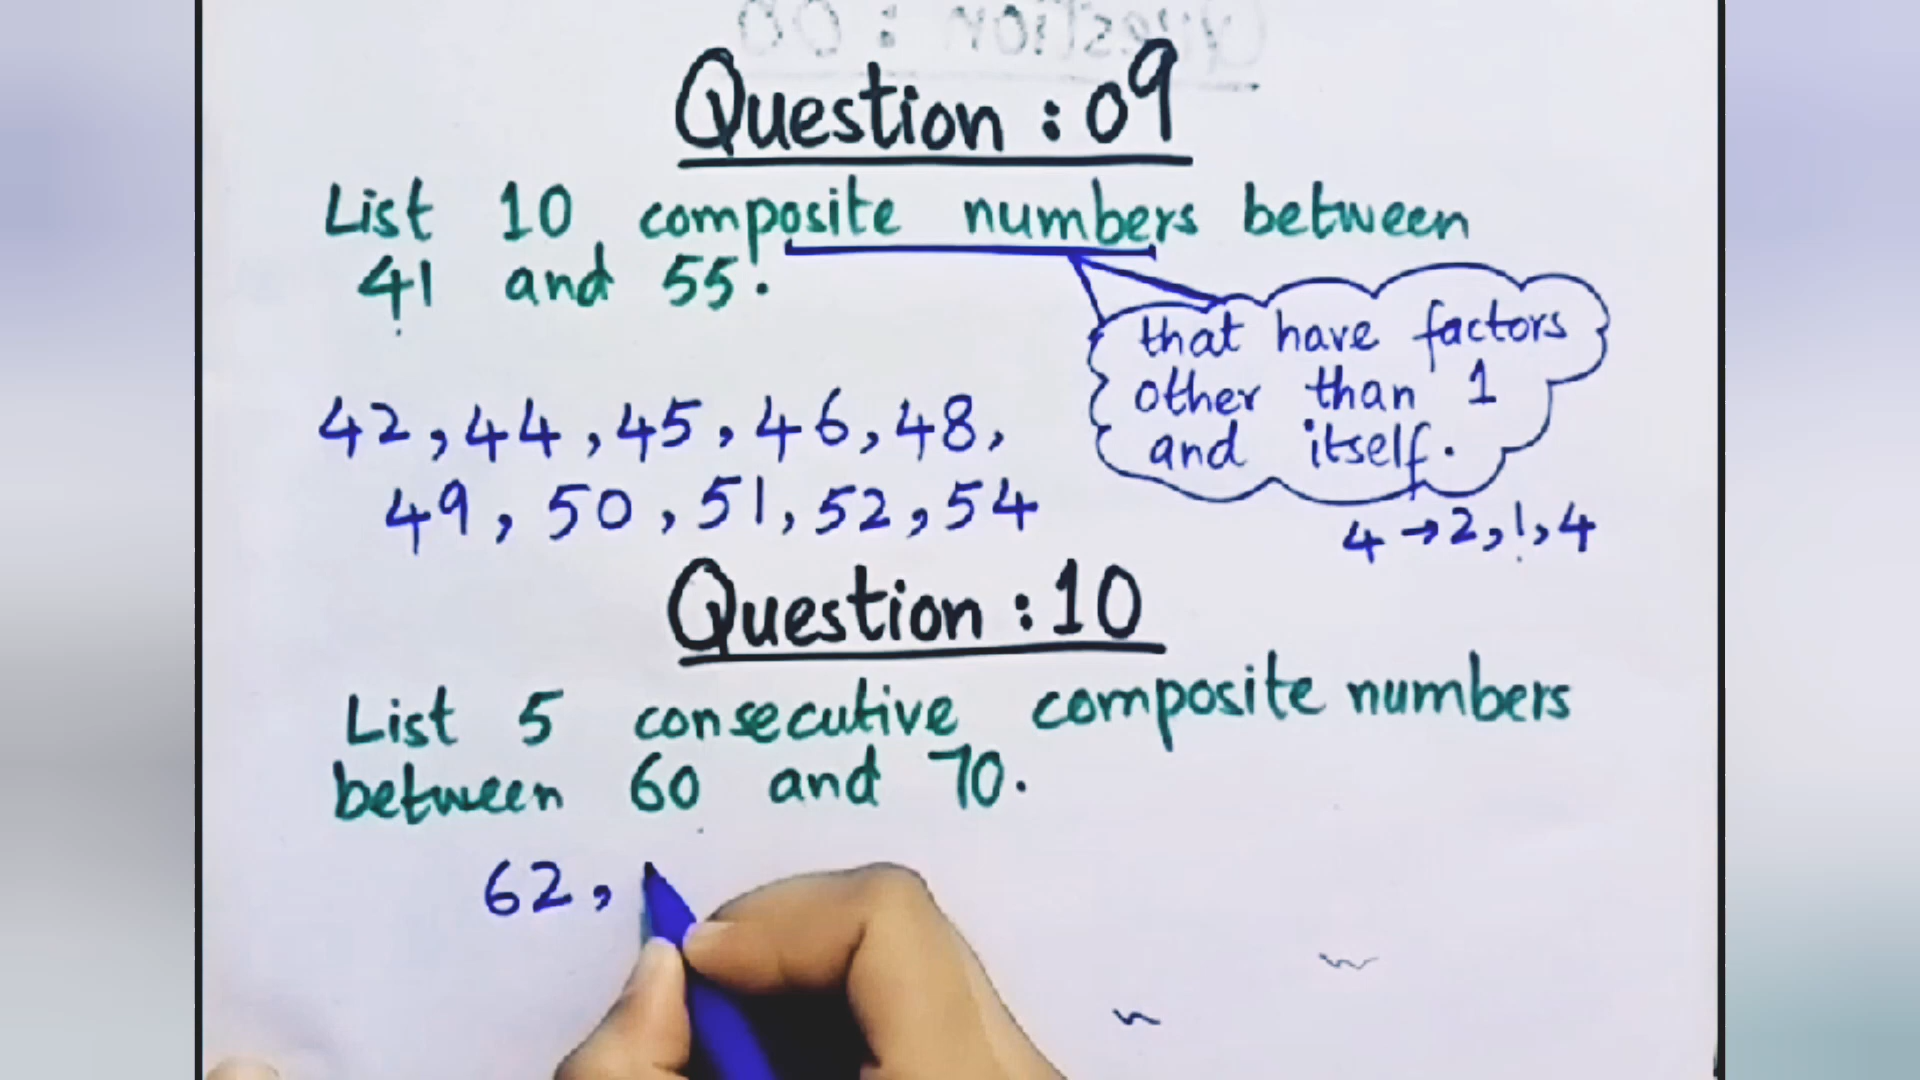 Question : 09
List 10 composite numbers between
41 and 55.
that have factors
other than 1
and itself.
4 → 2, 1, 4
42, 44, 45, 46, 48,
49, 50, 51, 52, 54
Question : 10
List 5 consecutive composite numbers
between 60 and 70.
62,